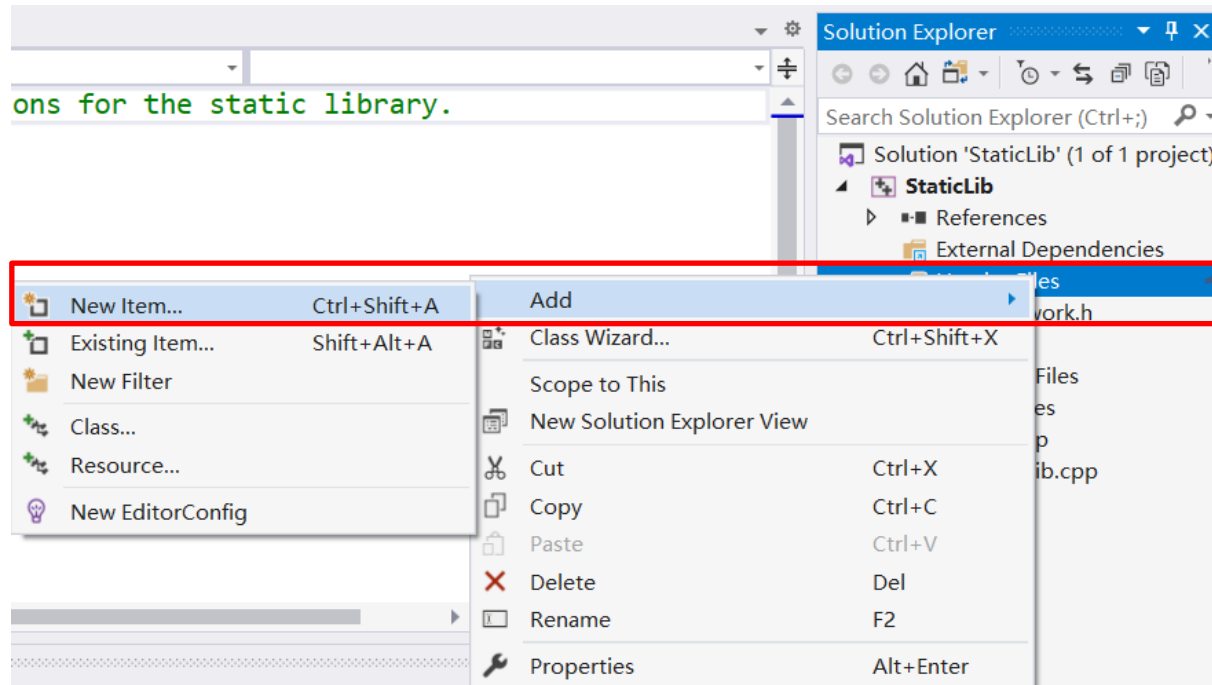 Solution Explorer
ons for the static library.
Search Solution Explorer (Ctrl+;)
Solution 'StaticLib' (1 of 1 project)
StaticLib
References
External Dependencies
New Item... Ctrl+Shift+A
Existing Item... Shift+Alt+A
New Filter
Class...
Resource...
New EditorConfig
Add
Class Wizard... Ctrl+Shift+X
Scope to This
New Solution Explorer View
Cut Ctrl+X
Copy Ctrl+C
Paste Ctrl+V
Delete Del
Rename F2
Properties Alt+Enter
les
work.h
Files
es
p
ib.cpp